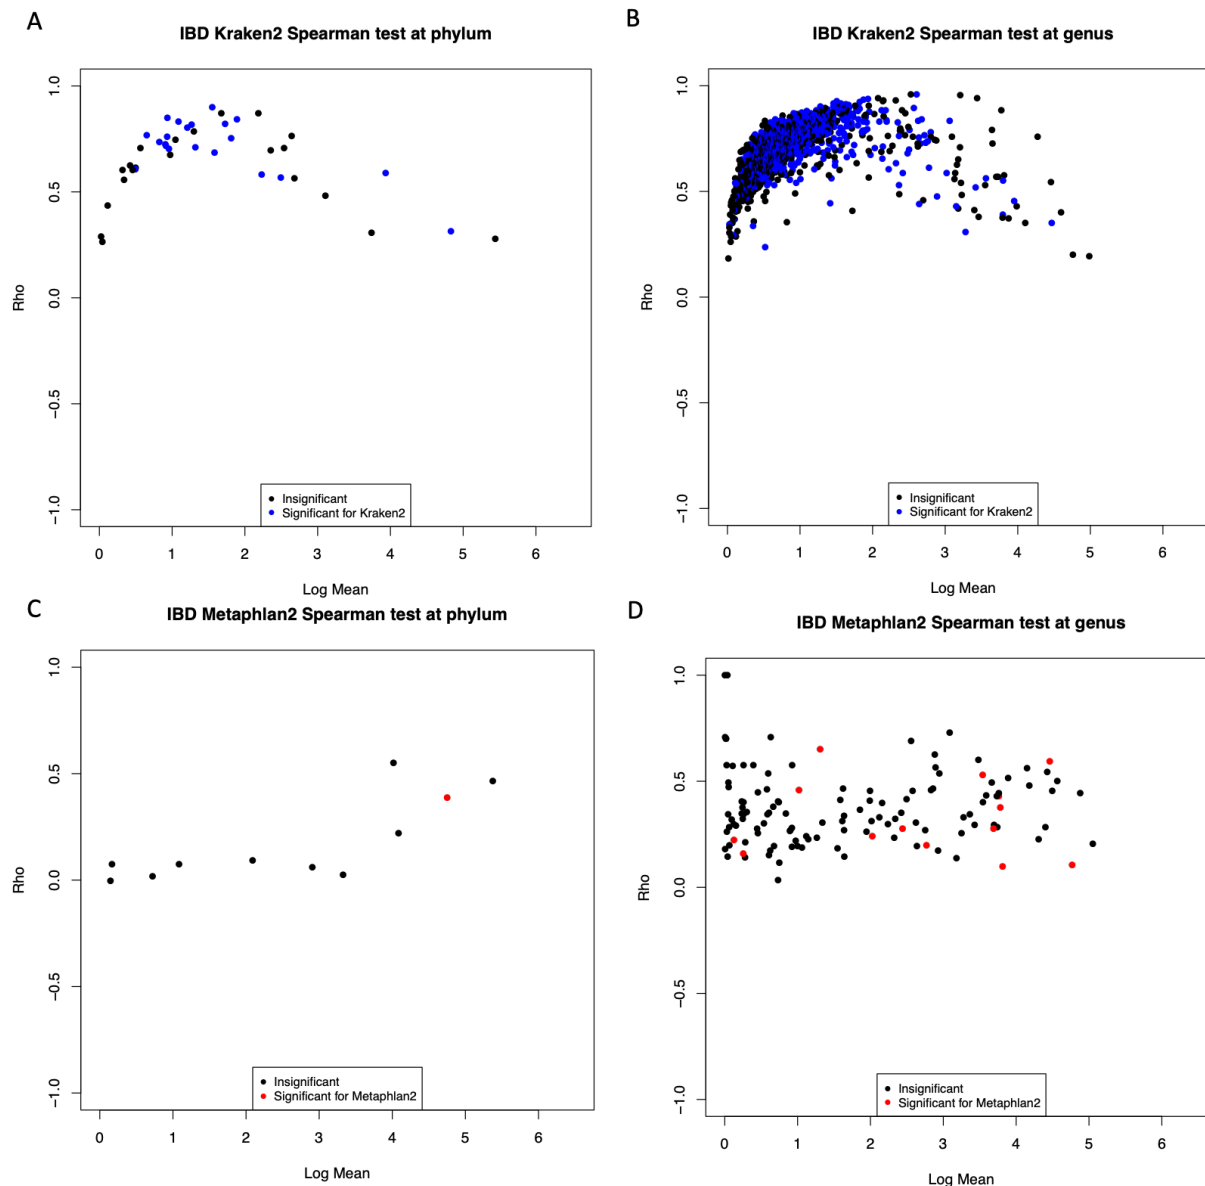 A
IBD Kraken2 Spearman test at phylum
Rho
1.0
0.5
0.0
−0.5
−1.0
Insignificant
Significant for Kraken2
0 1 2 3 4 5 6
Log Mean
B
IBD Kraken2 Spearman test at genus
Rho
1.0
0.5
0.0
−0.5
−1.0
Insignificant
Significant for Kraken2
0 1 2 3 4 5 6
Log Mean
C
IBD Metaphlan2 Spearman test at phylum
Rho
1.0
0.5
0.0
−0.5
−1.0
Insignificant
Significant for Metaphlan2
0 1 2 3 4 5 6
Log Mean
D
IBD Metaphlan2 Spearman test at genus
Rho
1.0
0.5
0.0
−0.5
−1.0
Insignificant
Significant for Metaphlan2
0 1 2 3 4 5 6
Log Mean